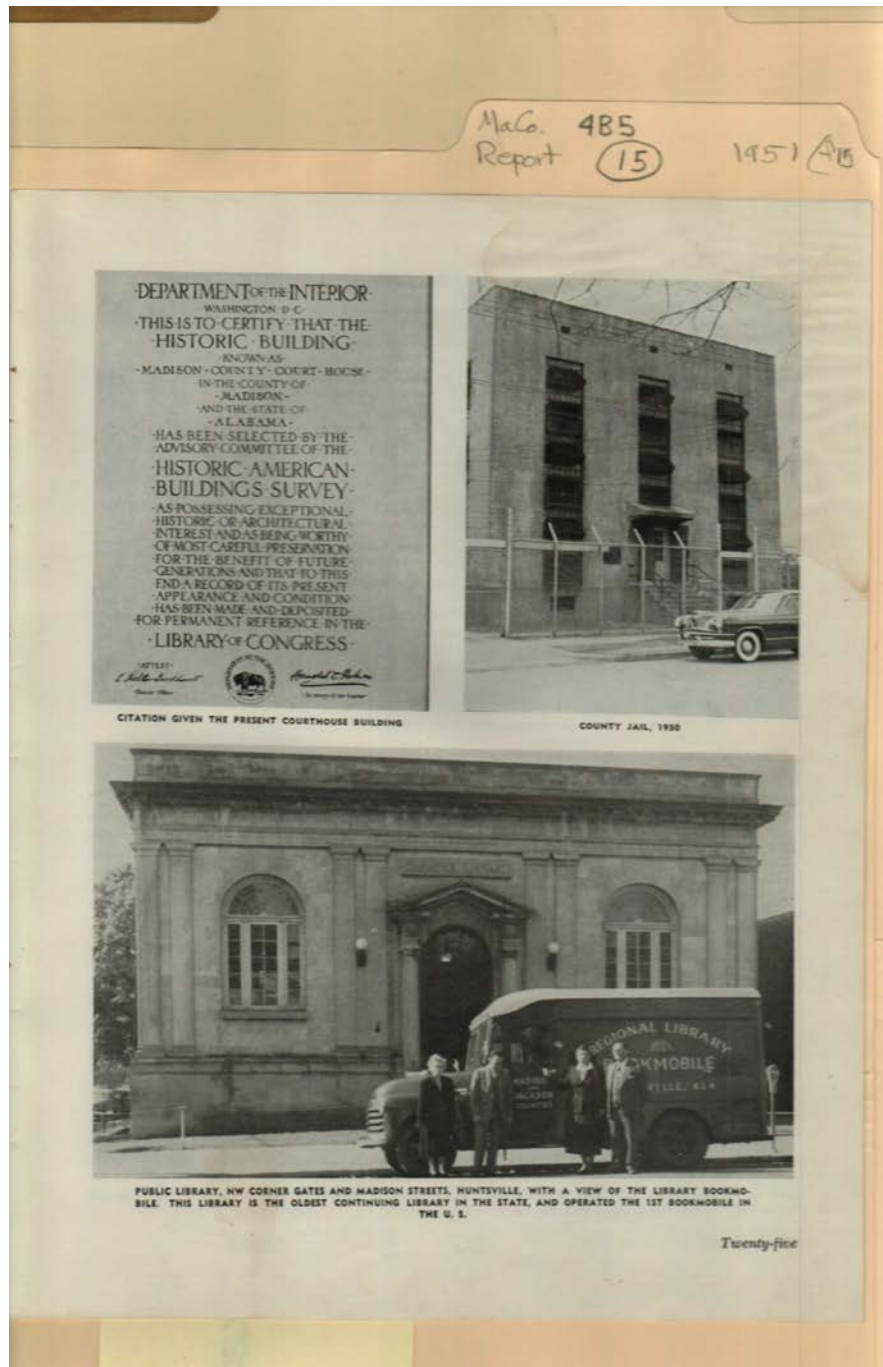 MaCo. 485
Report 15 1951
·DEPARTMENT OF THE INTERIOR·
WASHINGTON D·C·
·THIS·IS·TO·CERTIFY·THAT·THE·
·HISTORIC·BUILDING·
·KNOWN·AS·
·MADISON·COUNTY·COURT·HOUSE·
·IN·THE·COUNTY·OF·
·MADISON·
·AND·THE·STATE·OF·
·ALABAMA·
·HAS·BEEN·SELECTED·BY·THE·
·ADVISORY·COMMITTEE·OF·THE·
·HISTORIC·AMERICAN·
·BUILDINGS·SURVEY·
·AS·POSSESSING·EXCEPTIONAL·
·HISTORIC·OR·ARCHITECTURAL·
·INTEREST·AND·AS·BEING·WORTHY·
·OF·MOST·CAREFUL·PRESERVATION·
·FOR·THE·BENEFIT·OF·FUTURE·
·GENERATIONS·AND·THAT·TO·THIS·
·END·A·RECORD·OF·ITS·PRESENT·
·APPEARANCE·AND·CONDITION·
·HAS·BEEN·MADE·AND·DEPOSITED·
·FOR·PERMANENT·REFERENCE·IN·THE·
·LIBRARY OF CONGRESS·
·ATTEST·
CITATION GIVEN THE PRESENT COURTHOUSE BUILDING
COUNTY JAIL, 1950
REGIONAL LIBRARY
BOOKMOBILE
VILLE, ALA
JACKSON
PUBLIC LIBRARY, NW CORNER GATES AND MADISON STREETS, HUNTSVILLE, WITH A VIEW OF THE LIBRARY BOOKMO-
BILE. THIS LIBRARY IS THE OLDEST CONTINUING LIBRARY IN THE STATE, AND OPERATED THE 1ST BOOKMOBILE IN
THE U. S.
Twenty-five